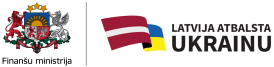 LATVIJA ATBALSTA
UKRAINU
Finanšu ministrija